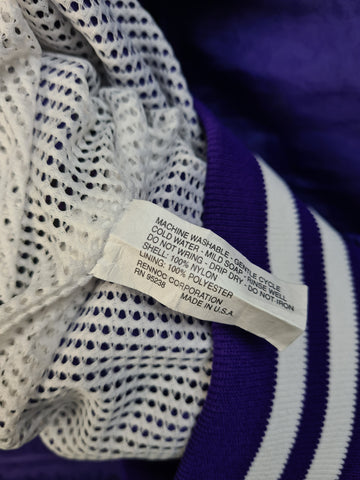 MACHINE WASHABLE - GENTLE CYCLE
COLD WATER - MILD SOAP - RINSE WELL
DO NOT WRING - DRIP DRY - DO NOT IRON
SHELL: 100% NYLON
LINING: 100% POLYESTER
RENNOC CORPORATION
RN 95238 MADE IN U.S.A.